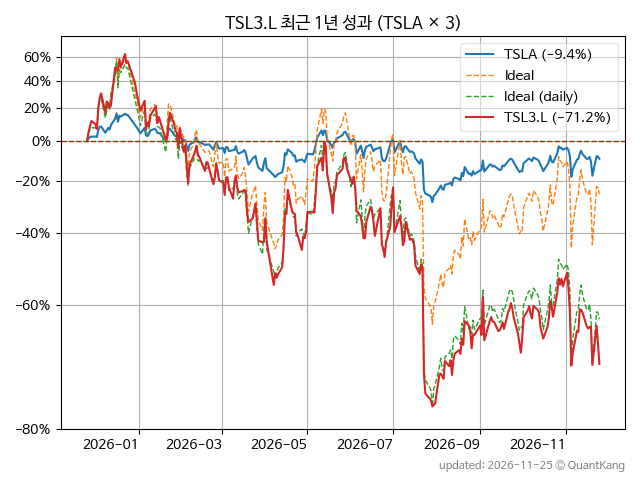 TSL3.L 최근 1년 성과 (TSLA × 3)
TSLA (−9.4%)
Ideal
Ideal (daily)
TSL3.L (−71.2%)
60%
40%
20%
0%
−20%
−40%
−60%
−80%
2026-01 2026-03 2026-05 2026-07 2026-09 2026-11
updated: 2026-11-25 © QuantKang